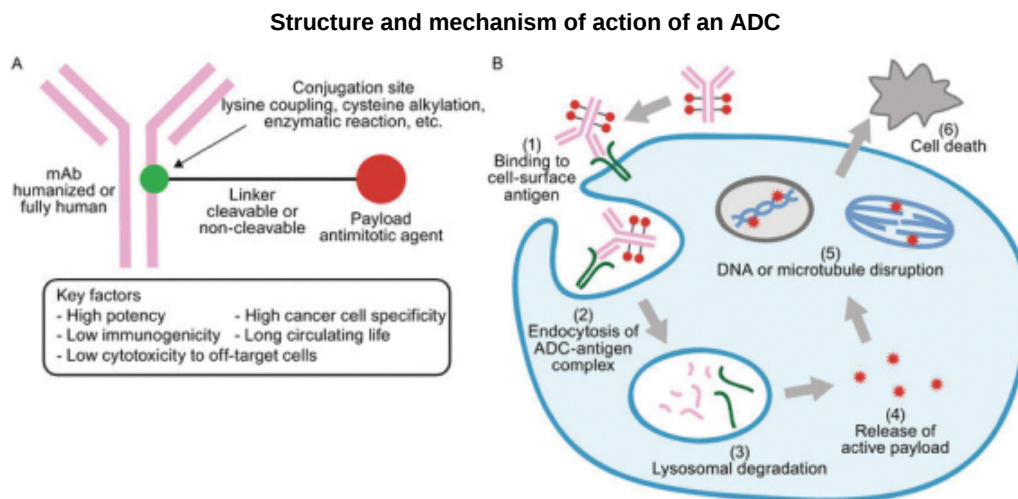 Structure and mechanism of action of an ADC
A
Conjugation site
lysine coupling, cysteine alkylation,
enzymatic reaction, etc.
mAb
humanized or
fully human
Linker
cleavable or
non-cleavable
Payload
antimitotic agent
Key factors
- High potency - High cancer cell specificity
- Low immunogenicity - Long circulating life
- Low cytotoxicity to off-target cells
B
(1)
Binding to
cell-surface
antigen
(2)
Endocytosis of
ADC-antigen
complex
(3)
Lysosomal degradation
(4)
Release of
active payload
(5)
DNA or microtubule disruption
(6)
Cell death